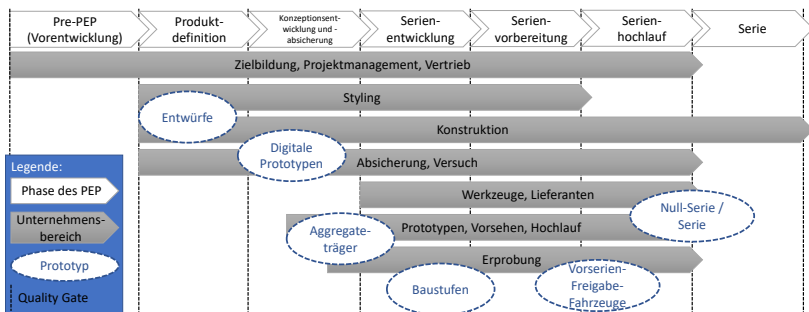 Pre-PEP
(Vorentwicklung)
Produkt-
definition
Konzeptionsent-
wicklung und -
absicherung
Serien-
entwicklung
Serien-
vorbereitung
Serien-
hochlauf
Serie
Zielbildung, Projektmanagement, Vertrieb
Styling
Entwürfe
Konstruktion
Digitale
Prototypen
Absicherung, Versuch
Werkzeuge, Lieferanten
Null-Serie /
Serie
Aggregate-
träger
Prototypen, Vorsehen, Hochlauf
Erprobung
Baustufen
Vorserien-
Freigabe-
Fahrzeuge
Legende:
Phase des PEP
Unternehmens-
bereich
Prototyp
Quality Gate